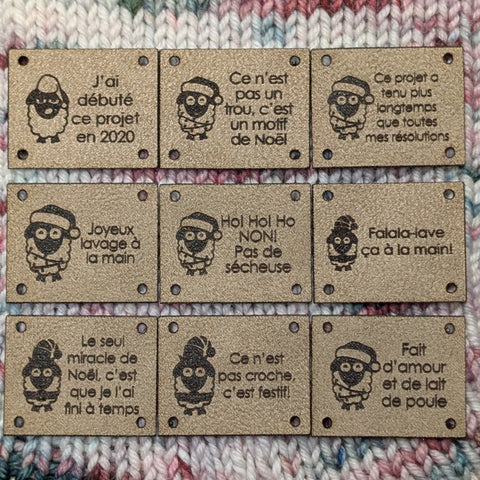 J'ai
débuté
ce projet
en 2020
Ce n'est
pas un
trou, c'est
un motif
de Noël
Ce projet a
tenu plus
longtemps
que toutes
mes résolutions
Joyeux
lavage à
la main
Ho! Ho! Ho
NON!
Pas de
sécheuse
Falala-lave
ça à la main!
Le seul
miracle de
Noël, c'est
que je l'ai
fini à temps
Ce n'est
pas croche,
c'est festif!
Fait
d'amour
et de lait
de poule